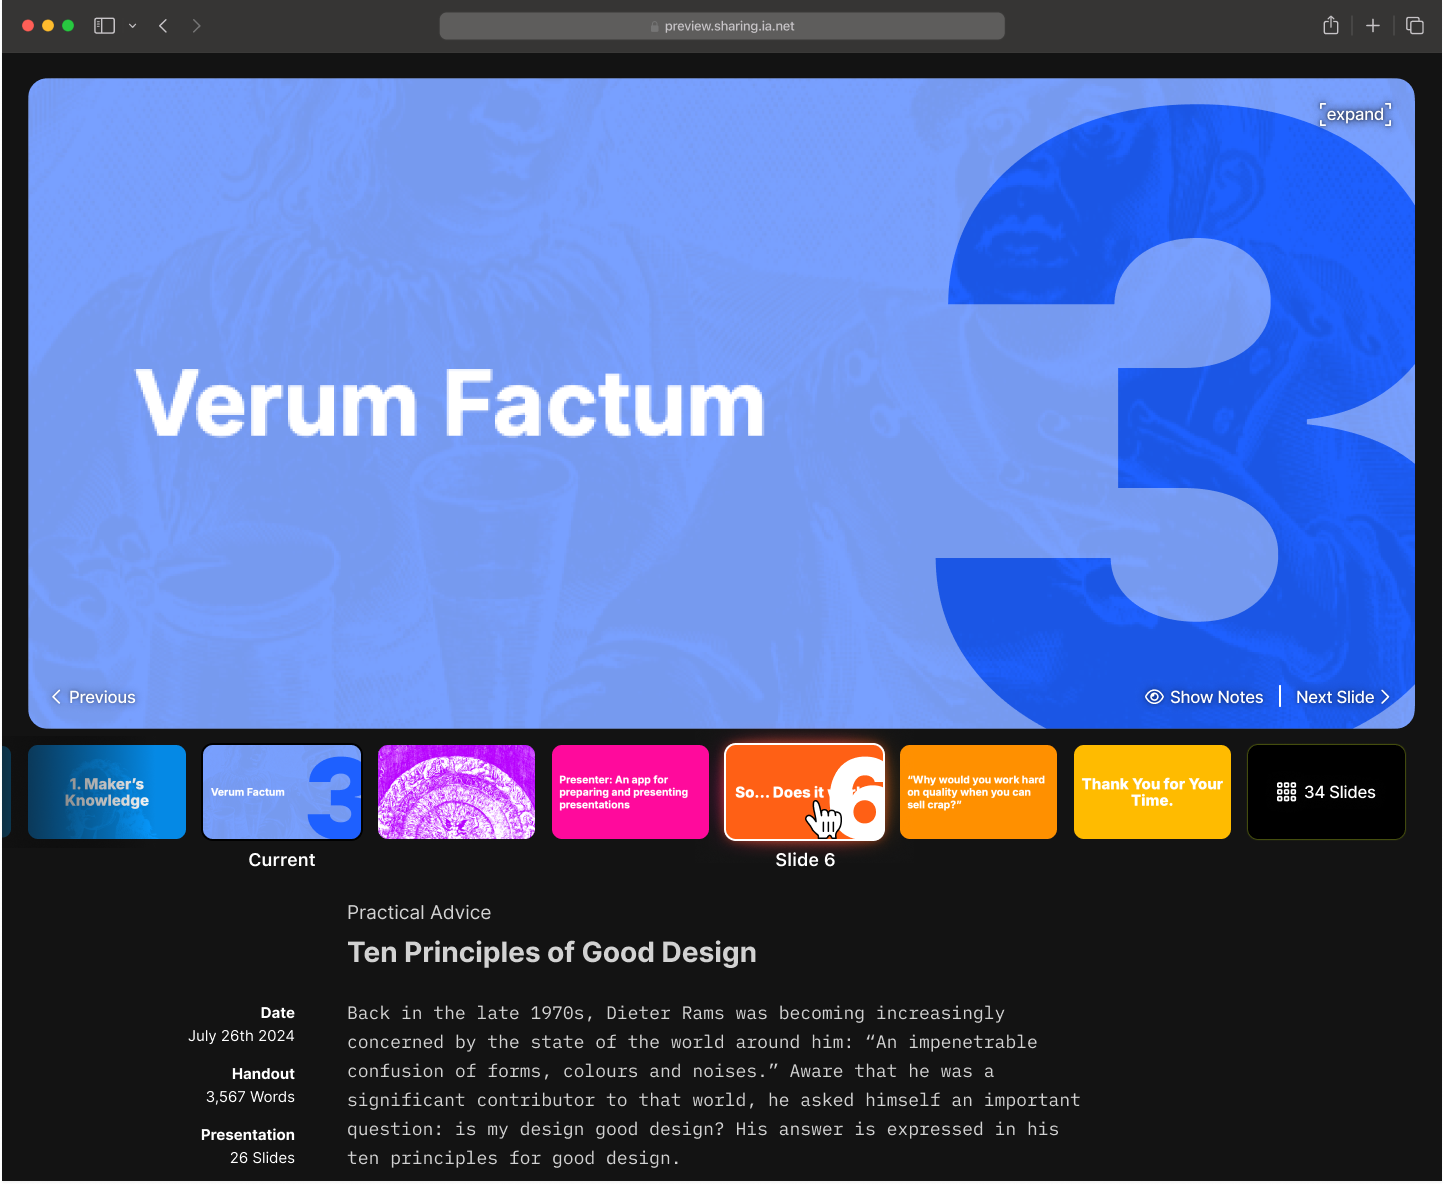 preview.sharing.ia.net
[expand]
3
Verum Factum
Previous
Show Notes
Next Slide
1. Maker’s
Knowledge
Verum Factum
3
Presenter: An app for
preparing and presenting
presentations
So... Does it
6
“Why would you work hard
on quality when you can
sell crap?”
Thank You for Your
Time.
34 Slides
Current
Slide 6
Practical Advice
Ten Principles of Good Design
Date
July 26th 2024
Handout
3,567 Words
Presentation
26 Slides
Back in the late 1970s, Dieter Rams was becoming increasingly
concerned by the state of the world around him: “An impenetrable
confusion of forms, colours and noises.” Aware that he was a
significant contributor to that world, he asked himself an important
question: is my design good design? His answer is expressed in his
ten principles for good design.